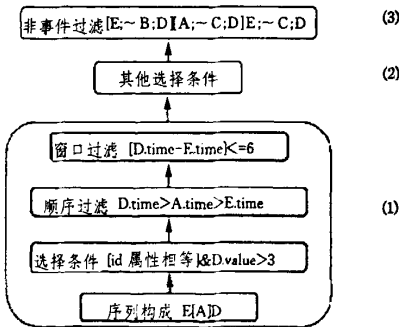 非事件过滤[E;~B;D][A;~C;D]E;~C;D (3)
其他选择条件 (2)
窗口过滤 [D.time-E.time]<=6
顺序过滤 D.time>A.time>E.time (1)
选择条件 [id 属性相等]&D.value>3
序列构成 E[A]D